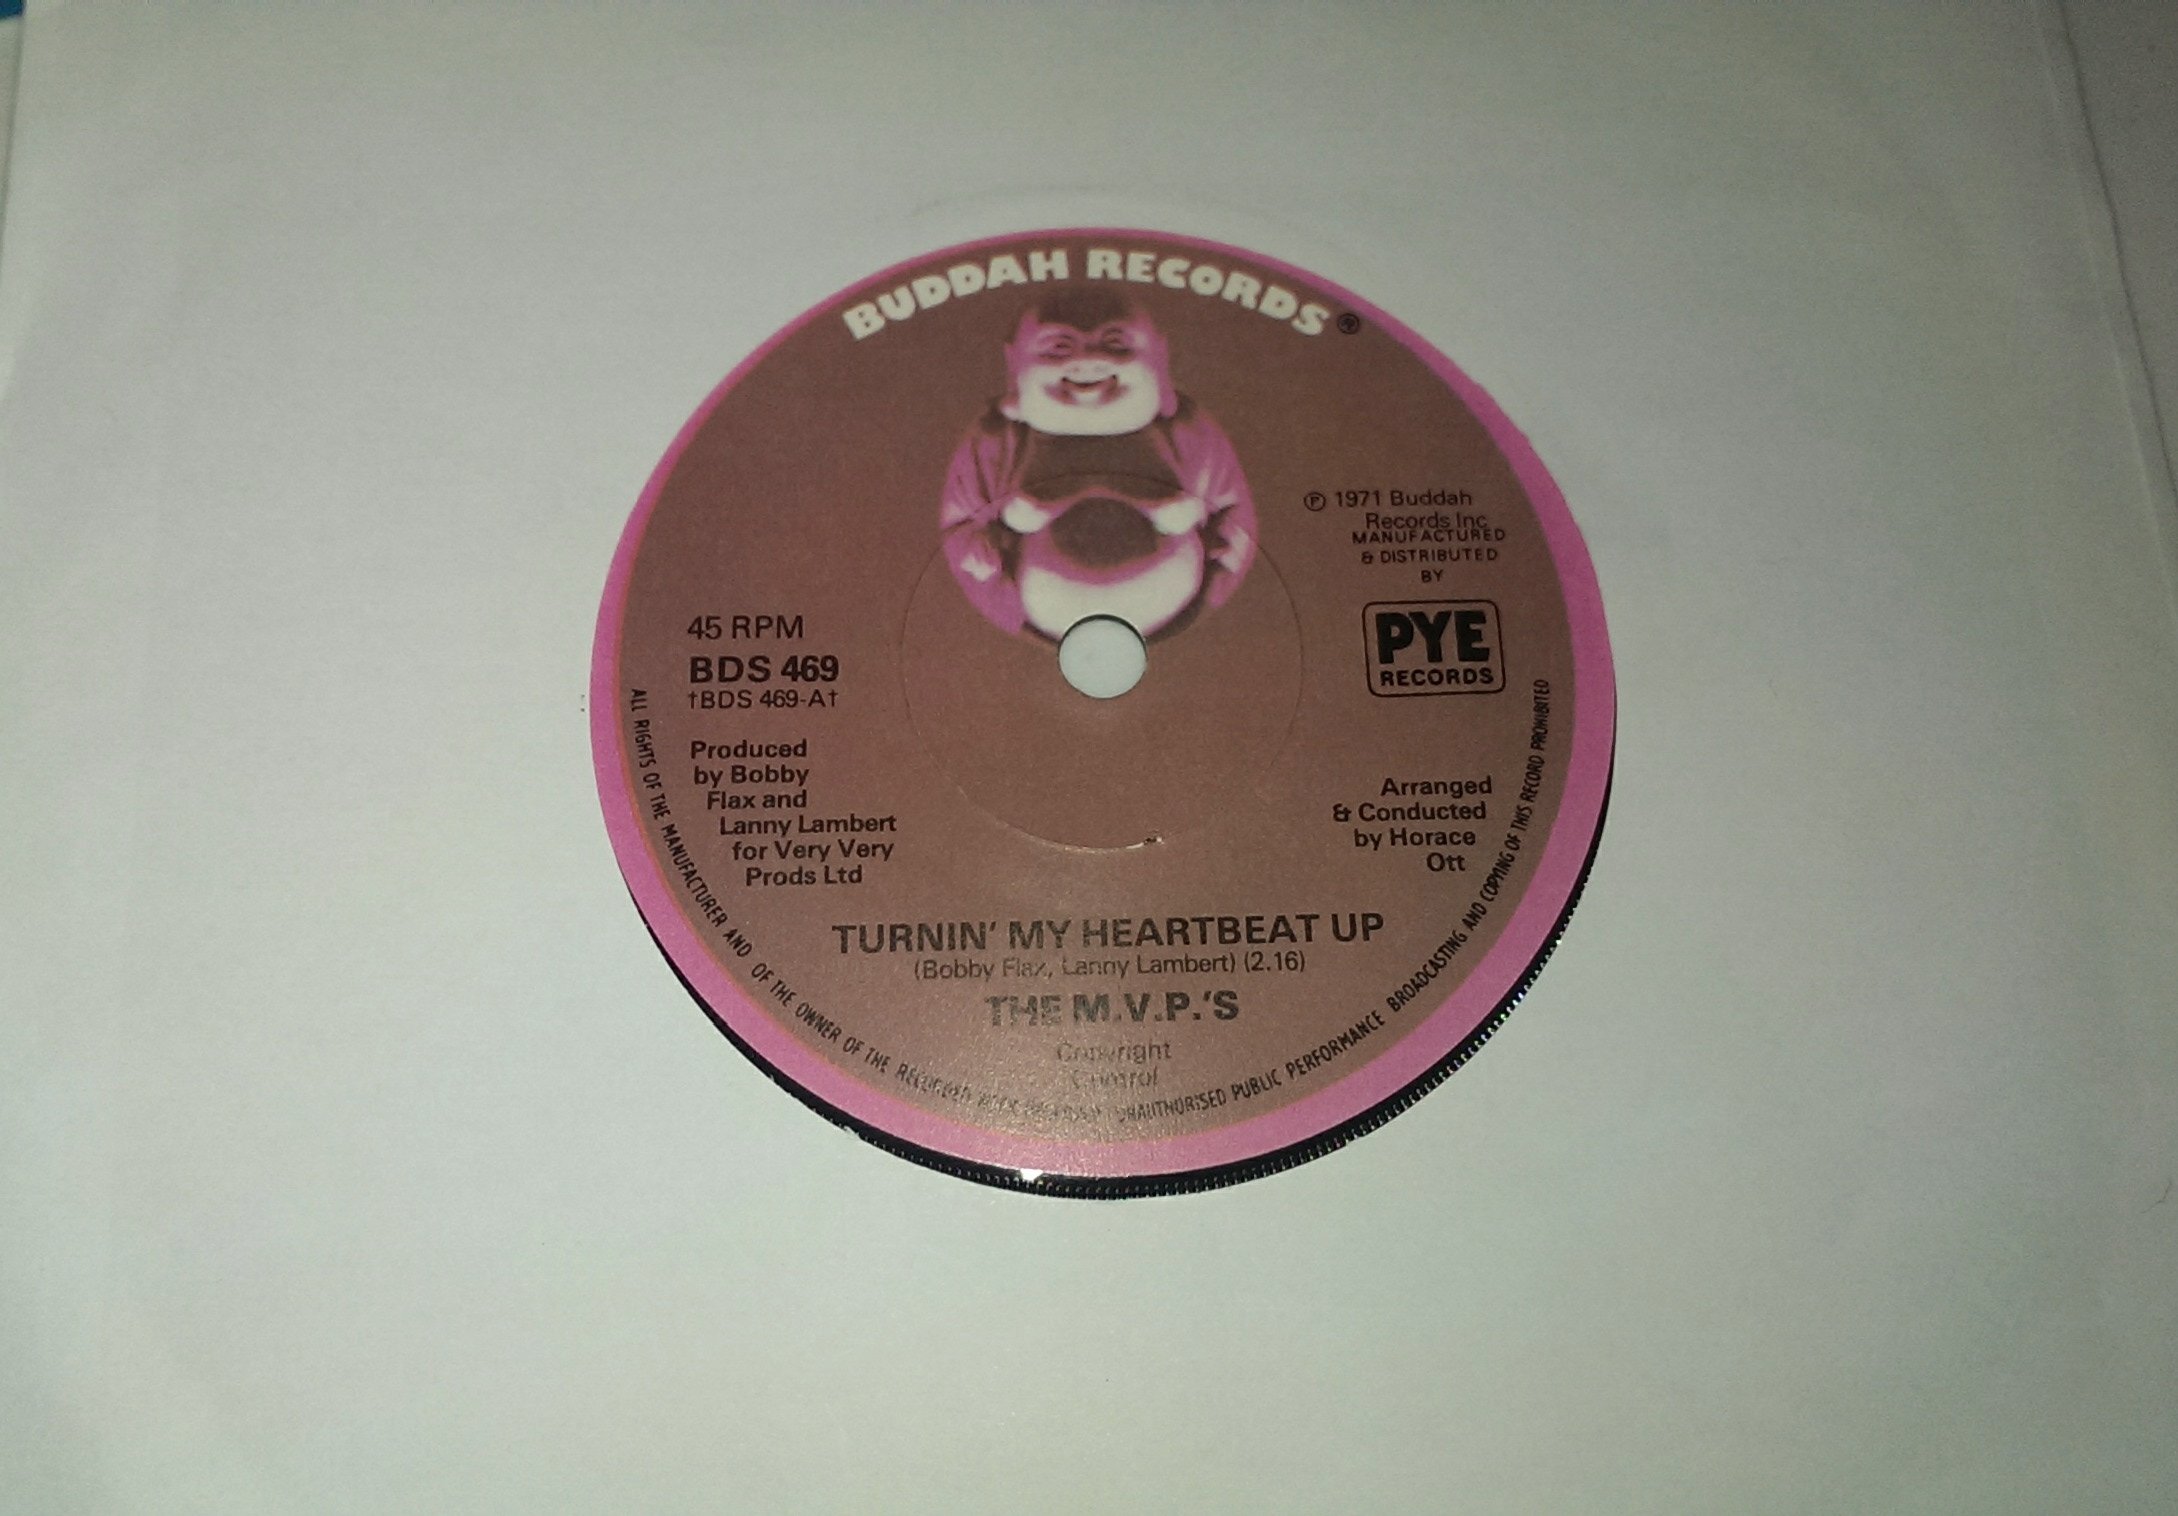 BUDDAH RECORDS ®
℗ 1971 Buddah
Records Inc
MANUFACTURED
& DISTRIBUTED
BY
PYE
RECORDS
45 RPM
BDS 469
†BDS 469-A†
Produced
by Bobby
Flax and
Lanny Lambert
for Very Very
Prods Ltd
Arranged
& Conducted
by Horace
Ott
TURNIN' MY HEARTBEAT UP
(Bobby Flax, Lanny Lambert) (2.16)
THE M.V.P.'S
Copyright
Control
ALL RIGHTS OF THE MANUFACTURER AND OF THE OWNER OF THE RECORDED WORK RESERVED UNAUTHORISED PUBLIC PERFORMANCE BROADCASTING AND COPYING OF THIS RECORD PROHIBITED